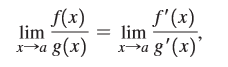 lim x→a f(x)/g(x) = lim x→a f'(x)/g'(x),